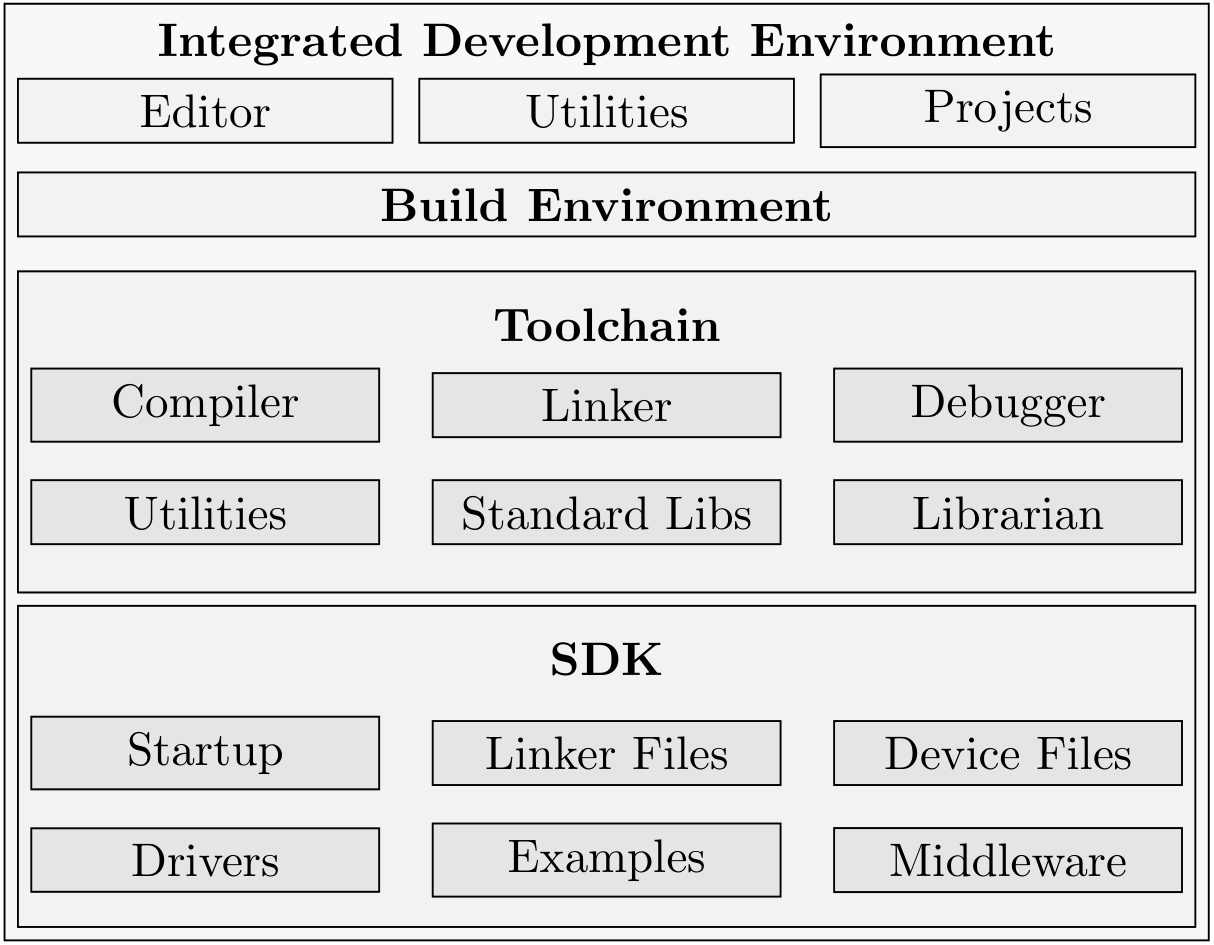 Integrated Development Environment
Editor
Utilities
Projects
Build Environment
Toolchain
Compiler
Linker
Debugger
Utilities
Standard Libs
Librarian
SDK
Startup
Linker Files
Device Files
Drivers
Examples
Middleware